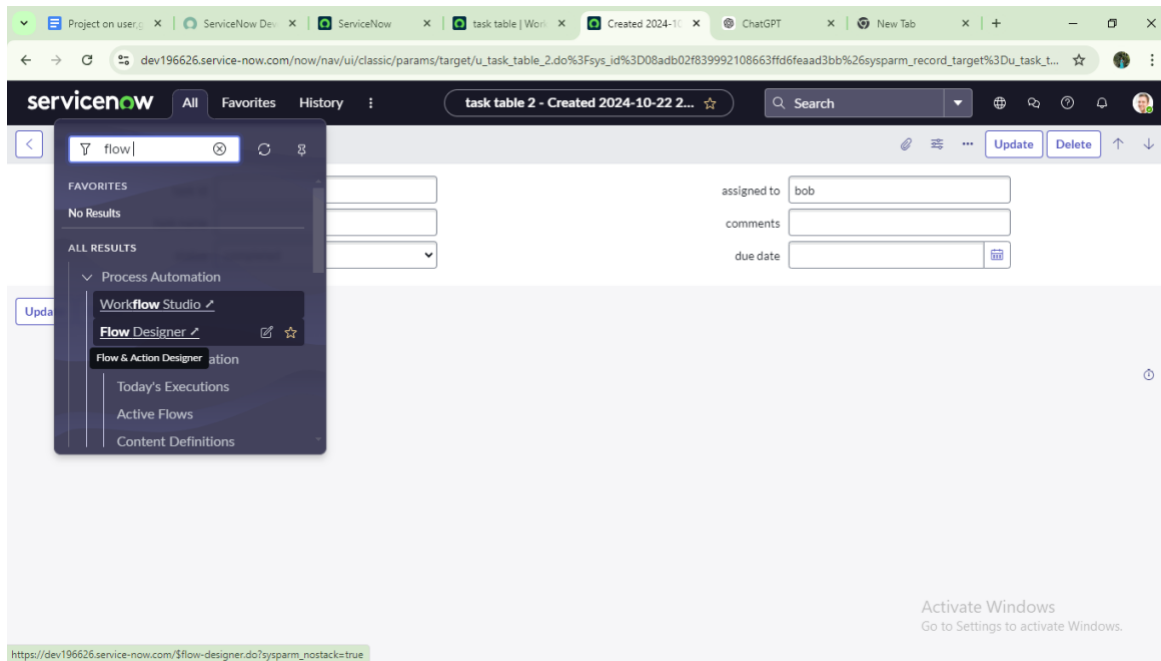 Project on user,g
ServiceNow Dev
ServiceNow
task table | Work
Created 2024-10
ChatGPT
New Tab
dev196626.service-now.com/now/nav/ui/classic/params/target/u_task_table_2.do%3Fsys_id%3D08adb02f839992108663ffd6feaad3bb%26sysparm_record_target%3Du_task_t...
servicenow All Favorites History task table 2 - Created 2024-10-22 2... Search
flow
Update Delete
FAVORITES
No Results
ALL RESULTS
Process Automation
Workflow Studio
Flow Designer
Flow & Action Designer
ation
Today's Executions
Active Flows
Content Definitions
assigned to bob
comments
due date
Upda
Activate Windows
Go to Settings to activate Windows.
https://dev196626.service-now.com/$flow-designer.do?sysparm_nostack=true